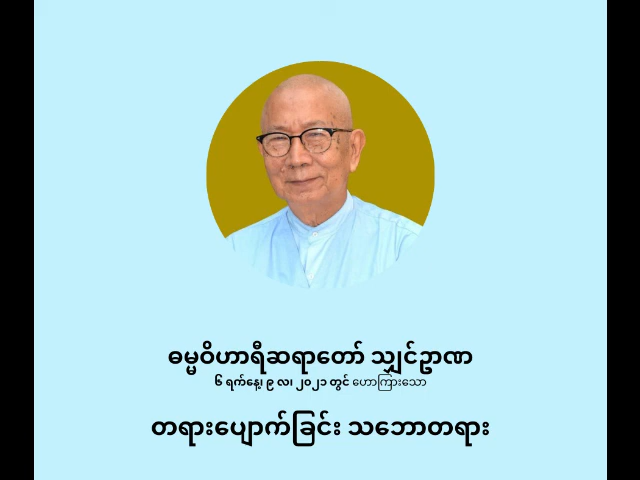 ဓမ္မဝိဟာရီဆရာတော် သျှင်ဥာဏ
၆ ရက်နေ့၊ ၉ လ၊ ၂၀၂၁ တွင် ဟောကြားသော
တရားပျောက်ခြင်း သဘောတရား